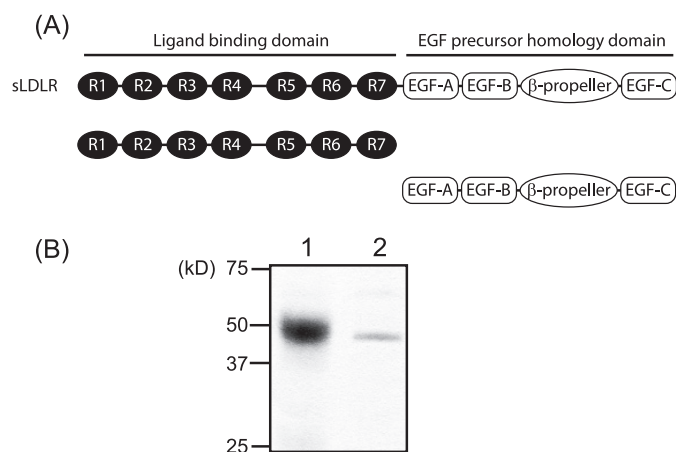 (A)
Ligand binding domain EGF precursor homology domain
sLDLR R1 R2 R3 R4 R5 R6 R7 EGF-A EGF-B β-propeller EGF-C
R1 R2 R3 R4 R5 R6 R7
EGF-A EGF-B β-propeller EGF-C
(B)
1 2
(kD) 75
50
37
25